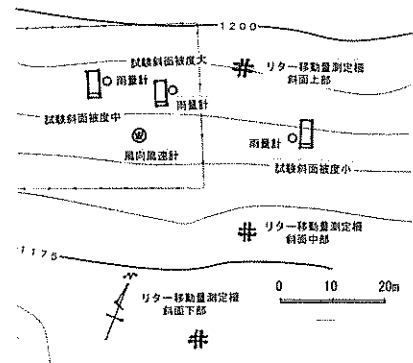 1200
試験斜面被度大
リター移動量測定柵
斜面上部
雨量計
雨量計
試験斜面被度中
風向風速計
雨量計
試験斜面被度小
リター移動量測定柵
斜面中部
1175
リター移動量測定柵
斜面下部
0 10 20m